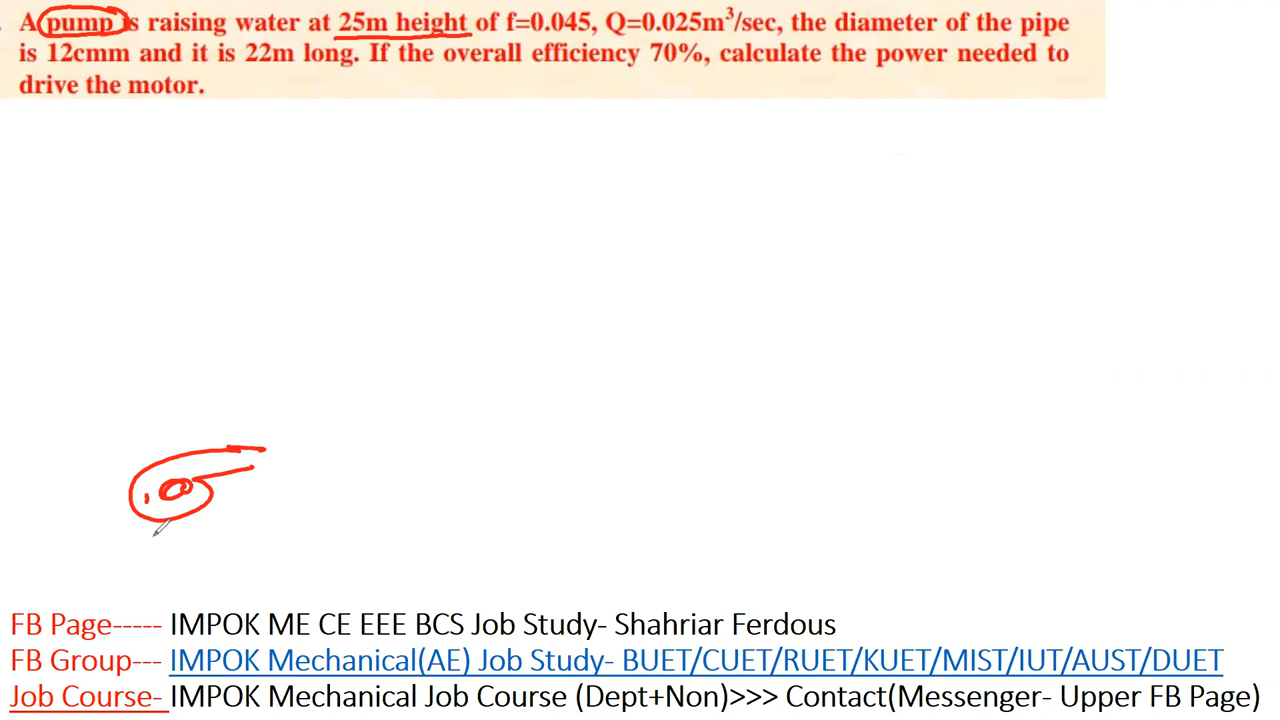 A pump is raising water at 25m height of f=0.045, Q=0.025m³/sec, the diameter of the pipe
is 12cmm and it is 22m long. If the overall efficiency 70%, calculate the power needed to
drive the motor.
FB Page----- IMPOK ME CE EEE BCS Job Study- Shahriar Ferdous
FB Group--- IMPOK Mechanical(AE) Job Study- BUET/CUET/RUET/KUET/MIST/IUT/AUST/DUET
Job Course- IMPOK Mechanical Job Course (Dept+Non)>>> Contact(Messenger- Upper FB Page)